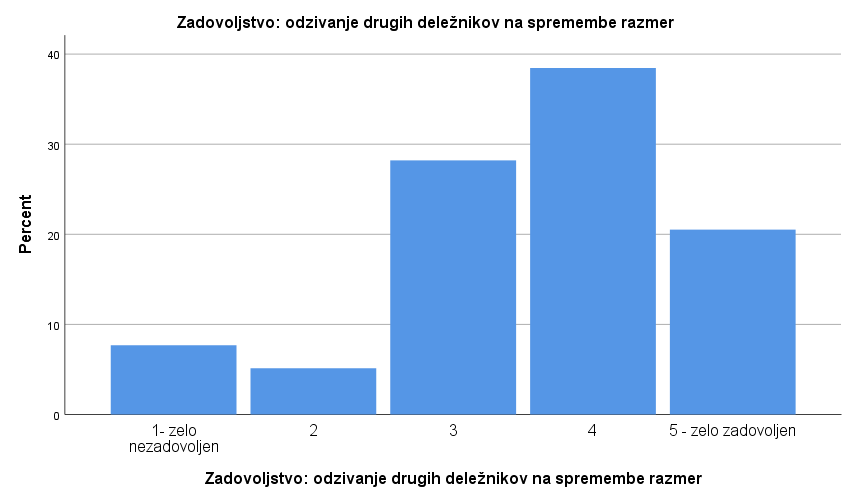 Zadovoljstvo: odzivanje drugih deležnikov na spremembe razmer
40
30
20
10
0
Percent
1- zelo
nezadovoljen
2
3
4
5 - zelo zadovoljen
Zadovoljstvo: odzivanje drugih deležnikov na spremembe razmer